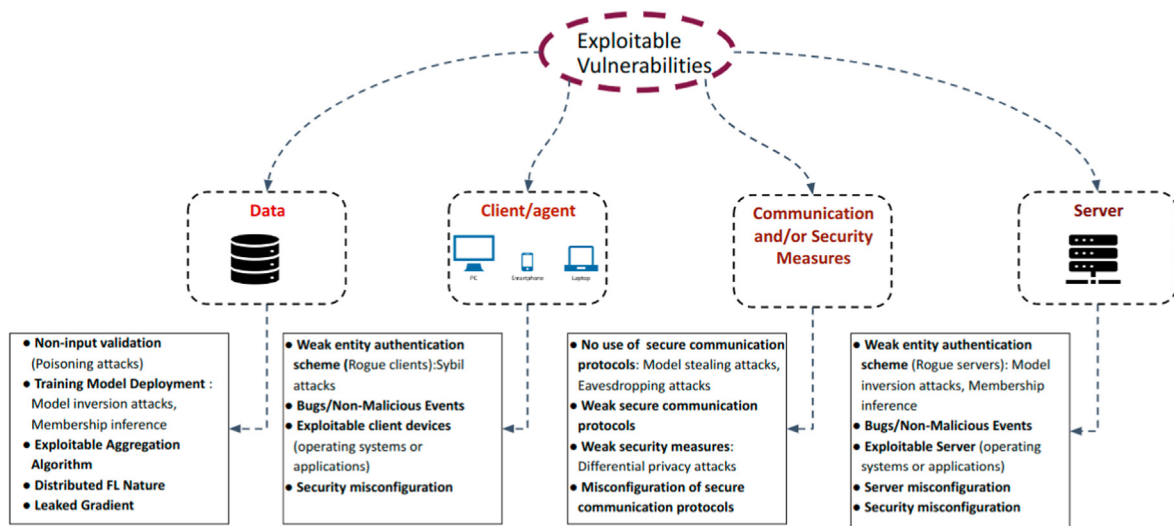 Exploitable
Vulnerabilities
Data
Client/agent
PC
Smartphone
Laptop
Communication
and/or Security
Measures
Server
● Non-input validation
(Poisoning attacks)
● Training Model Deployment :
Model inversion attacks,
Membership inference
● Exploitable Aggregation
Algorithm
● Distributed FL Nature
● Leaked Gradient
● Weak entity authentication
scheme (Rogue clients):Sybil
attacks
● Bugs/Non-Malicious Events
● Exploitable client devices
(operating systems or
applications)
● Security misconfiguration
● No use of secure communication
protocols: Model stealing attacks,
Eavesdropping attacks
● Weak secure communication
protocols
● Weak security measures:
Differential privacy attacks
● Misconfiguration of secure
communication protocols
● Weak entity authentication
scheme (Rogue servers): Model
inversion attacks, Membership
inference
● Bugs/Non-Malicious Events
● Exploitable Server (operating
systems or applications)
● Server misconfiguration
● Security misconfiguration